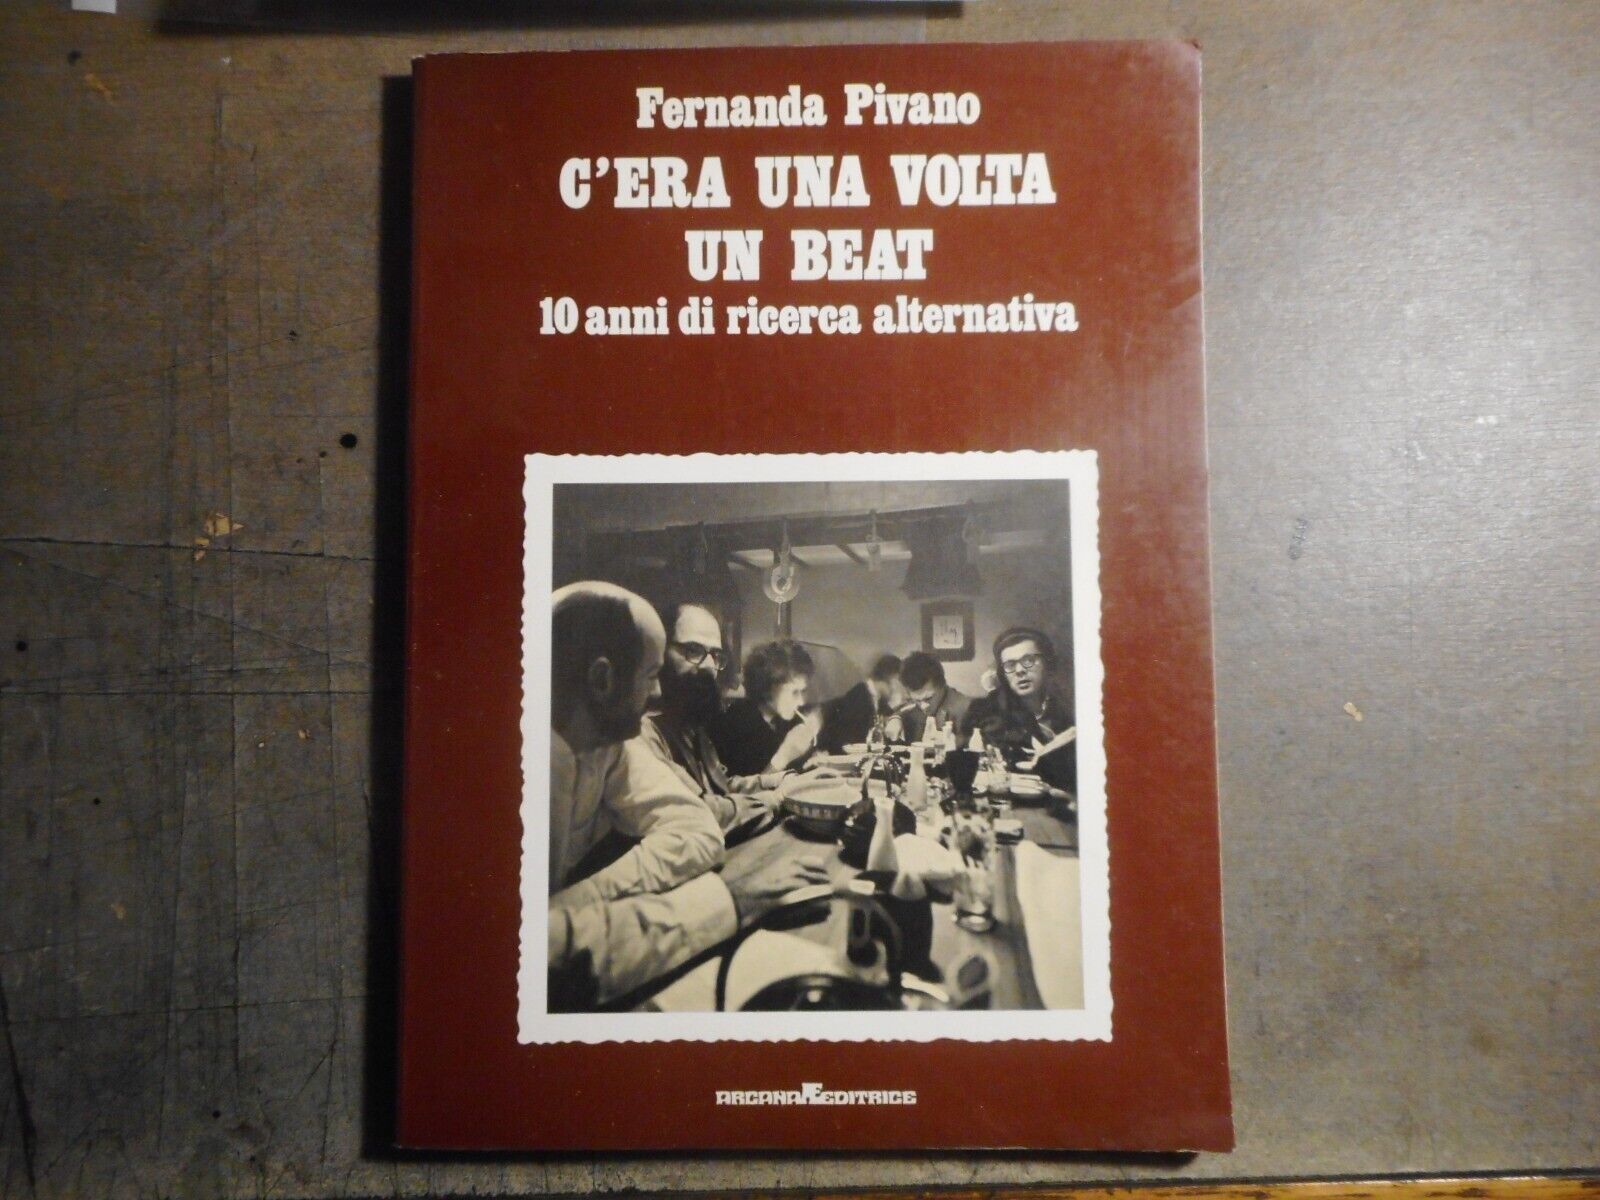 Fernanda Pivano
C'ERA UNA VOLTA
UN BEAT
10 anni di ricerca alternativa
ARCANA Æ EDITRICE